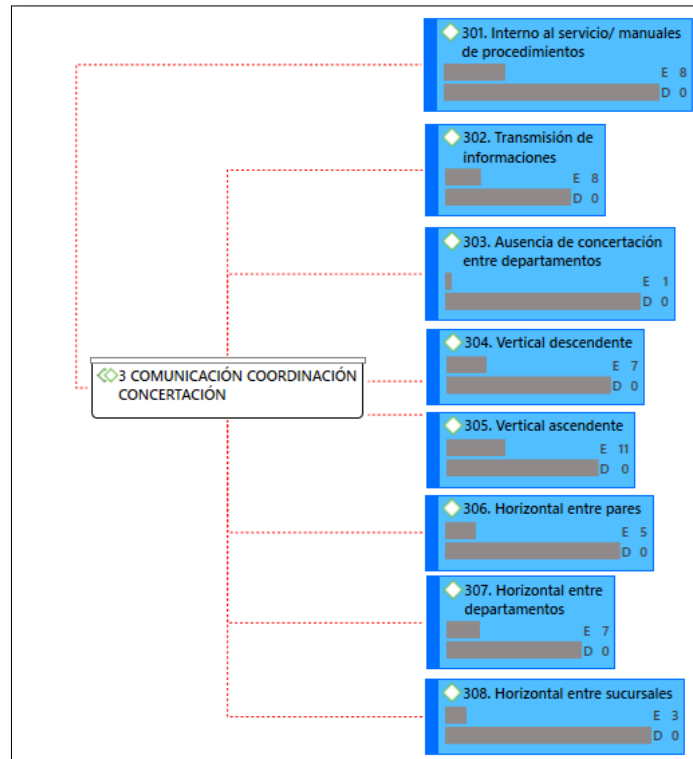 301. Interno al servicio/ manuales
de procedimientos
E 8
D 0
302. Transmisión de
informaciones
E 8
D 0
303. Ausencia de concertación
entre departamentos
E 1
D 0
3 COMUNICACIÓN COORDINACIÓN
CONCERTACIÓN
304. Vertical descendente
E 7
D 0
305. Vertical ascendente
E 11
D 0
306. Horizontal entre pares
E 5
D 0
307. Horizontal entre
departamentos
E 7
D 0
308. Horizontal entre sucursales
E 3
D 0